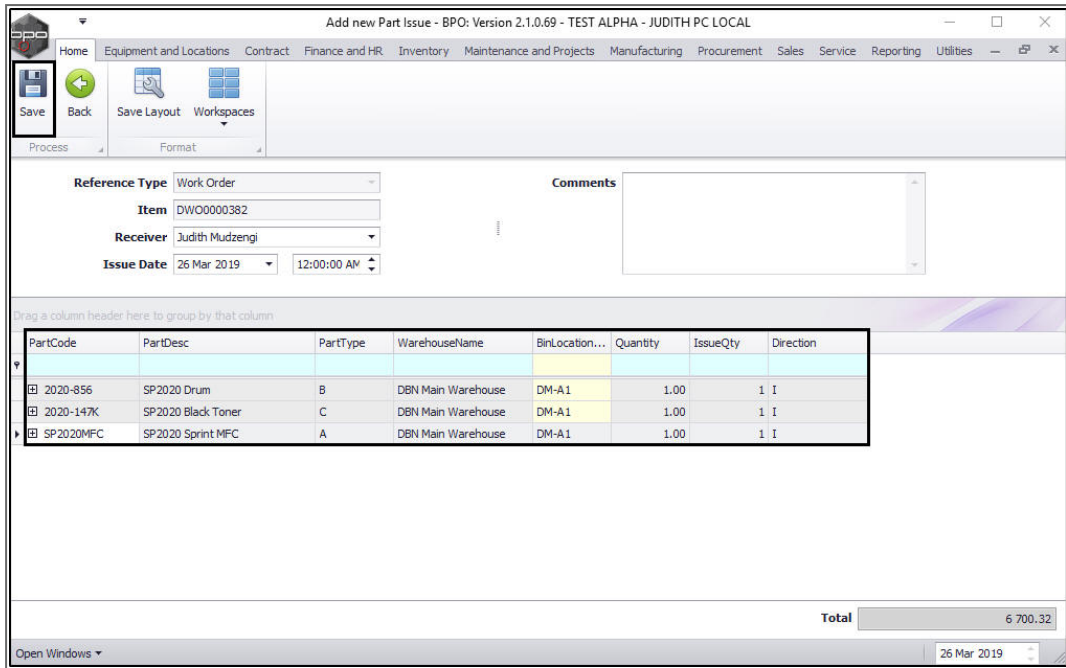 Add new Part Issue - BPO: Version 2.1.0.69 - TEST ALPHA - JUDITH PC LOCAL
bpo
Home Equipment and Locations Contract Finance and HR Inventory Maintenance and Projects Manufacturing Procurement Sales Service Reporting Utilities
Save Back Save Layout Workspaces
Process Format
Reference Type Work Order Comments
Item DWO0000382
Receiver Judith Mudzengi
Issue Date 26 Mar 2019 12:00:00 AM
Drag a column header here to group by that column
PartCode PartDesc PartType WarehouseName BinLocation... Quantity IssueQty Direction
2020-856 SP2020 Drum B DBN Main Warehouse DM-A1 1.00 1 I
2020-147K SP2020 Black Toner C DBN Main Warehouse DM-A1 1.00 1 I
SP2020MFC SP2020 Sprint MFC A DBN Main Warehouse DM-A1 1.00 1 I
Total 6 700.32
Open Windows 26 Mar 2019